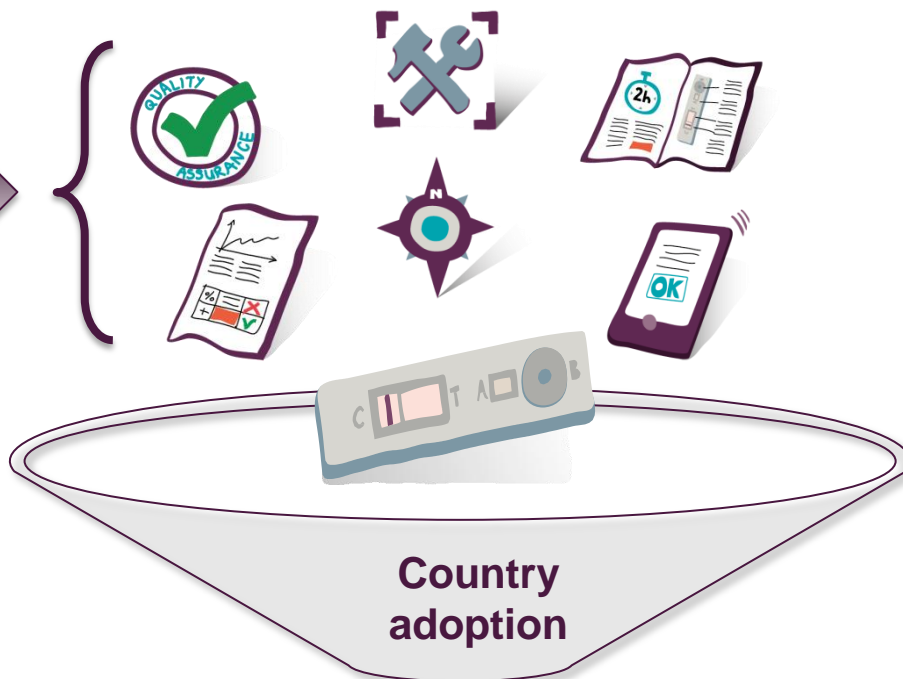 QUALITY
ASSURANCE
2h
N
%
+
OK
C T A B
Country
adoption